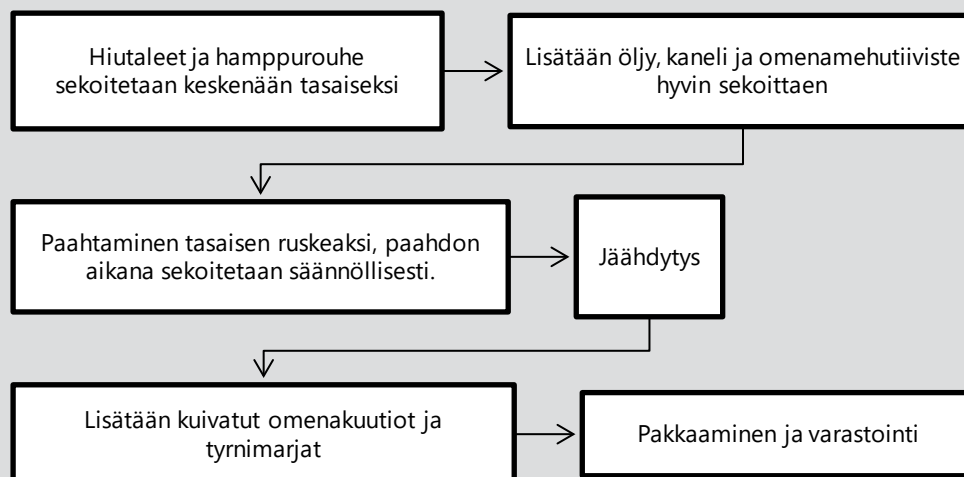 Hiutaleet ja hamppurouhe
sekoitetaan keskenään tasaiseksi
Lisätään öljy, kaneli ja omenamehutiiviste
hyvin sekoittaen
Paahtaminen tasaisen ruskeaksi, paahdon
aikana sekoitetaan säännöllisesti.
Jäähdytys
Lisätään kuivatut omenakuutiot ja
tyrnimarjat
Pakkaaminen ja varastointi